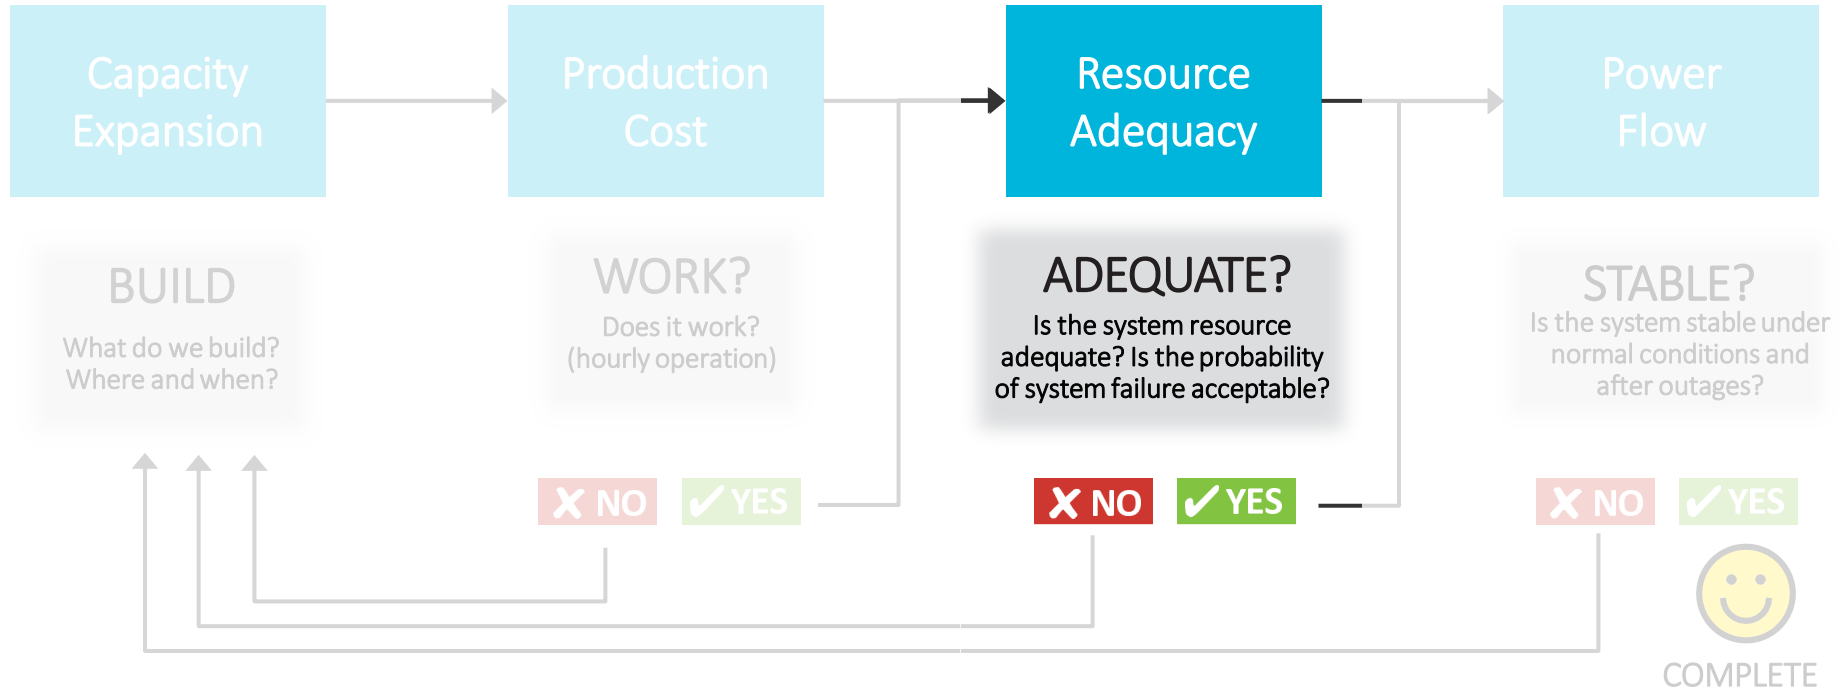 Capacity
Expansion
Production
Cost
Resource
Adequacy
Power
Flow
BUILD
What do we build?
Where and when?
WORK?
Does it work?
(hourly operation)
ADEQUATE?
Is the system resource
adequate? Is the probability
of system failure acceptable?
STABLE?
Is the system stable under
normal conditions and
after outages?
✘ NO
✔ YES
✘ NO
✔ YES
✘ NO
✔ YES
COMPLETE